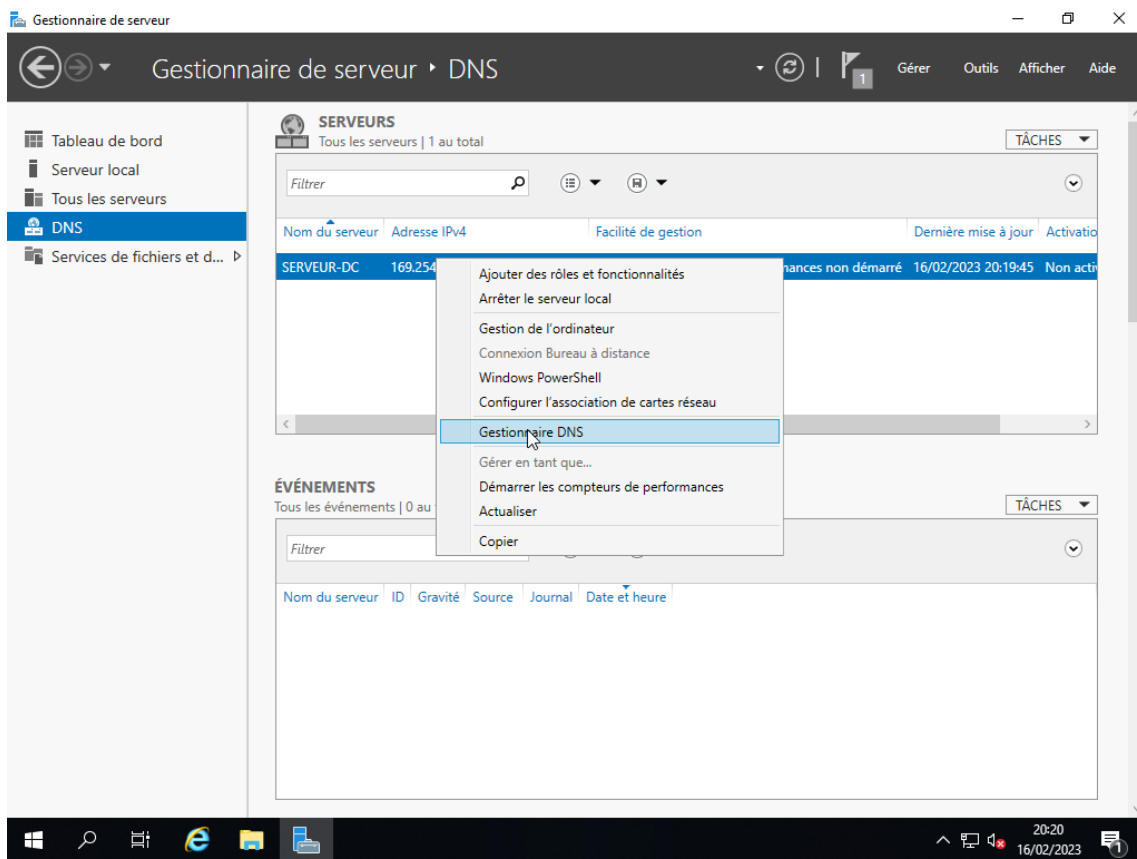 Gestionnaire de serveur
Gestionnaire de serveur ‣ DNS
1
Gérer Outils Afficher Aide
Tableau de bord
Serveur local
Tous les serveurs
DNS
Services de fichiers et d...
SERVEURS
Tous les serveurs | 1 au total
TÂCHES
Filtrer
Nom du serveur Adresse IPv4 Facilité de gestion Dernière mise à jour
SERVEUR-DC 169.254 non démarré 16/02/2023 20:19:45 Non
Ajouter des rôles et fonctionnalités
Arrêter le serveur local
Gestion de l'ordinateur
Connexion Bureau à distance
Windows PowerShell
Configurer l'association de cartes réseau
Gestionnaire DNS
Gérer en tant que...
Démarrer les compteurs de performances
Actualiser
Copier
ÉVÉNEMENTS
Tous les événements | 0 au
TÂCHES
Filtrer
Nom du serveur ID Gravité Source Journal Date et heure
20:20
16/02/2023
1